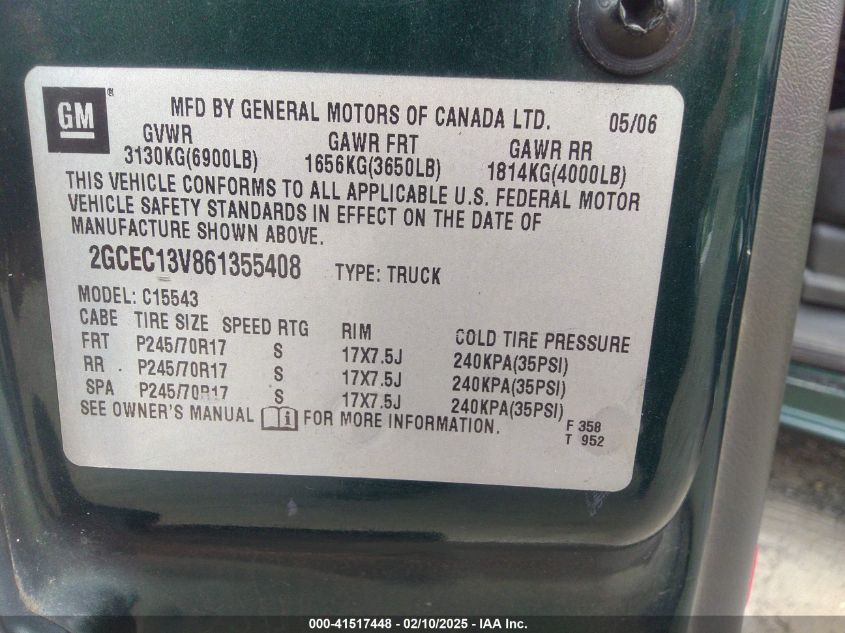 GM®
MFD BY GENERAL MOTORS OF CANADA LTD. 05/06
GVWR GAWR FRT GAWR RR
3130KG(6900LB) 1656KG(3650LB) 1814KG(4000LB)
THIS VEHICLE CONFORMS TO ALL APPLICABLE U.S. FEDERAL MOTOR
VEHICLE SAFETY STANDARDS IN EFFECT ON THE DATE OF
MANUFACTURE SHOWN ABOVE.
2GCEC13V861355408 TYPE: TRUCK
MODEL: C15543
CABE TIRE SIZE SPEED RTG RIM COLD TIRE PRESSURE
FRT P245/70R17 S 17X7.5J 240KPA(35PSI)
RR P245/70R17 S 17X7.5J 240KPA(35PSI)
SPA P245/70R17 S 17X7.5J 240KPA(35PSI)
SEE OWNER'S MANUAL i FOR MORE INFORMATION.
F 358
T 952
000-41517448 - 02/10/2025 - IAA Inc.